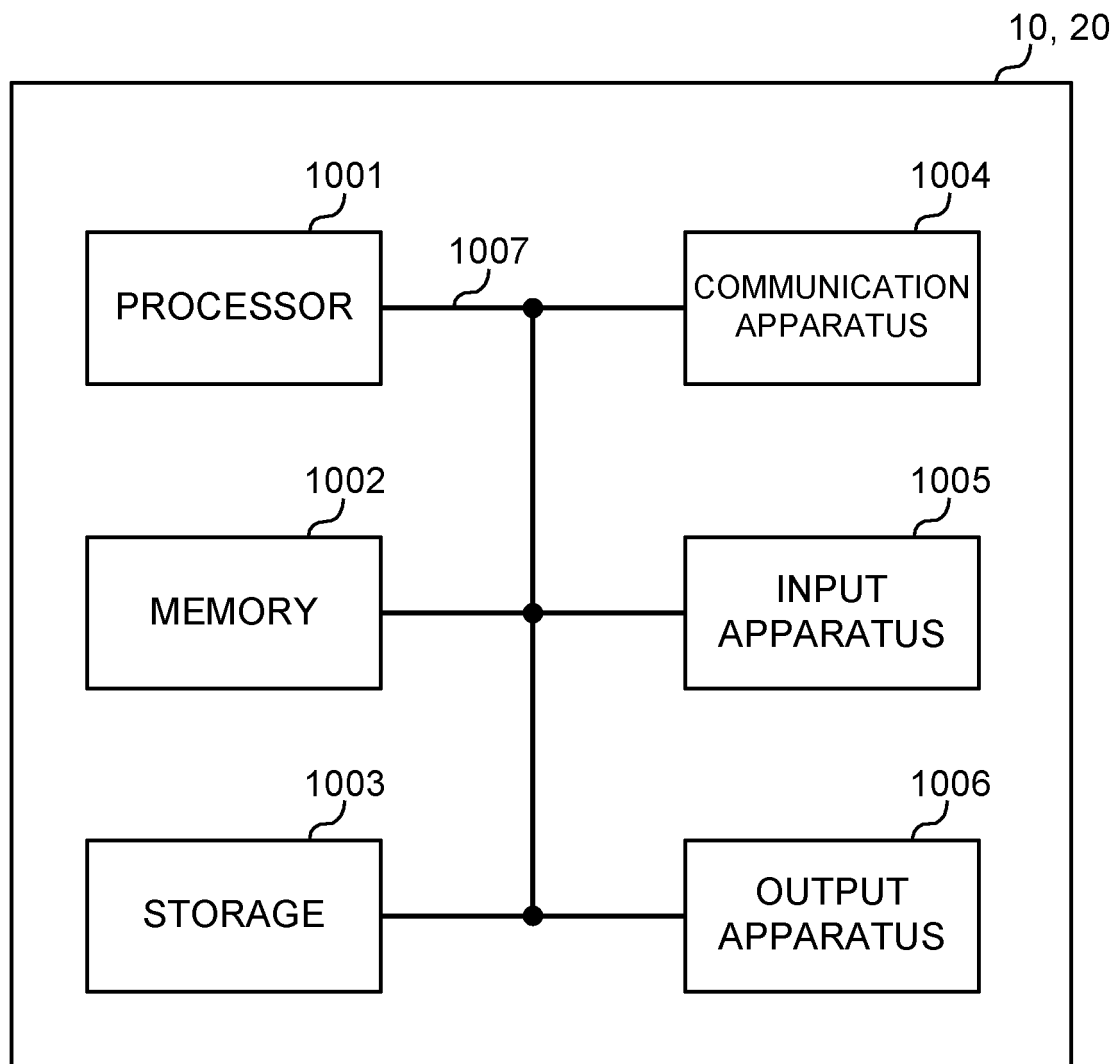 10, 20
1001
PROCESSOR
1007
1004
COMMUNICATION
APPARATUS
1002
MEMORY
1005
INPUT
APPARATUS
1003
STORAGE
1006
OUTPUT
APPARATUS